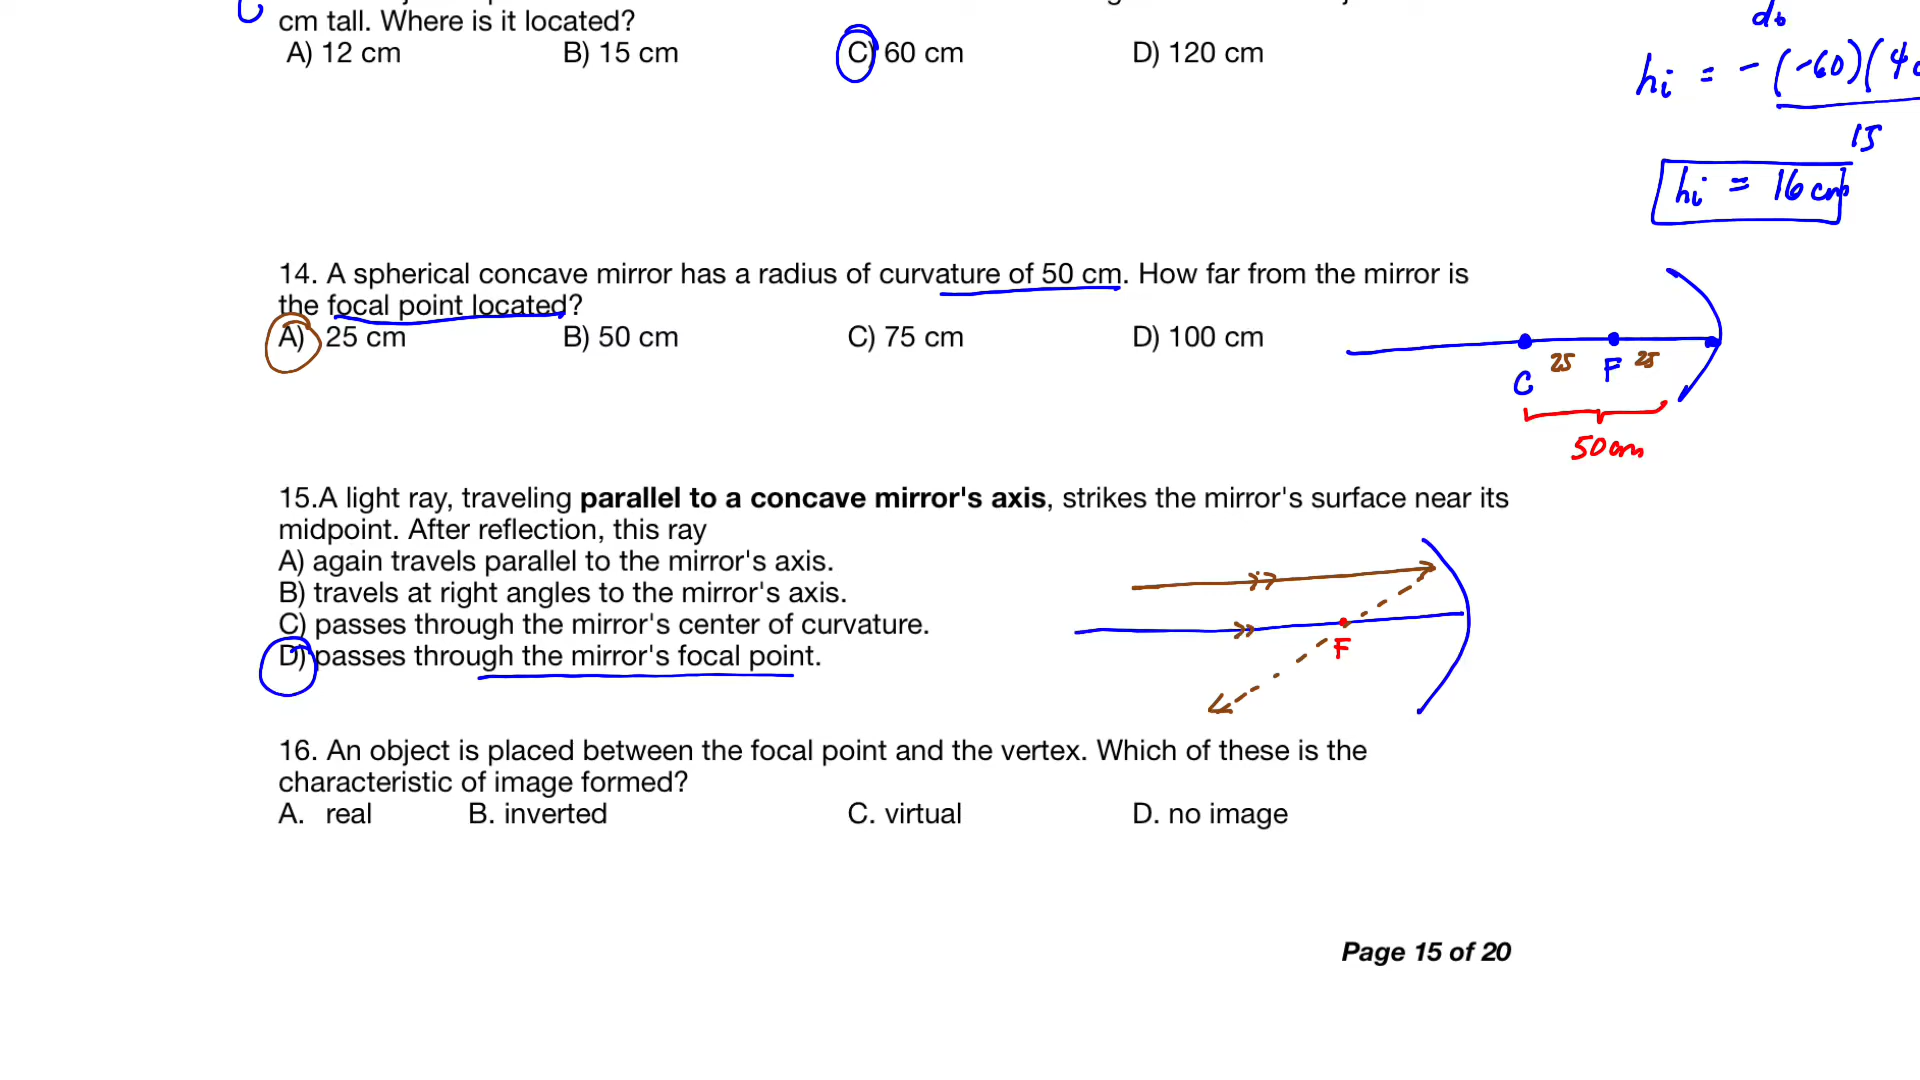 cm tall. Where is it located?
A) 12 cm B) 15 cm C) 60 cm D) 120 cm
hi = - (-60)(4
15
hi = 16 cm
14. A spherical concave mirror has a radius of curvature of 50 cm. How far from the mirror is
the focal point located?
A) 25 cm B) 50 cm C) 75 cm D) 100 cm
C 25 F 25
50cm
15.A light ray, traveling parallel to a concave mirror's axis, strikes the mirror's surface near its
midpoint. After reflection, this ray
A) again travels parallel to the mirror's axis.
B) travels at right angles to the mirror's axis.
C) passes through the mirror's center of curvature.
D) passes through the mirror's focal point.
F
16. An object is placed between the focal point and the vertex. Which of these is the
characteristic of image formed?
A. real B. inverted C. virtual D. no image
Page 15 of 20